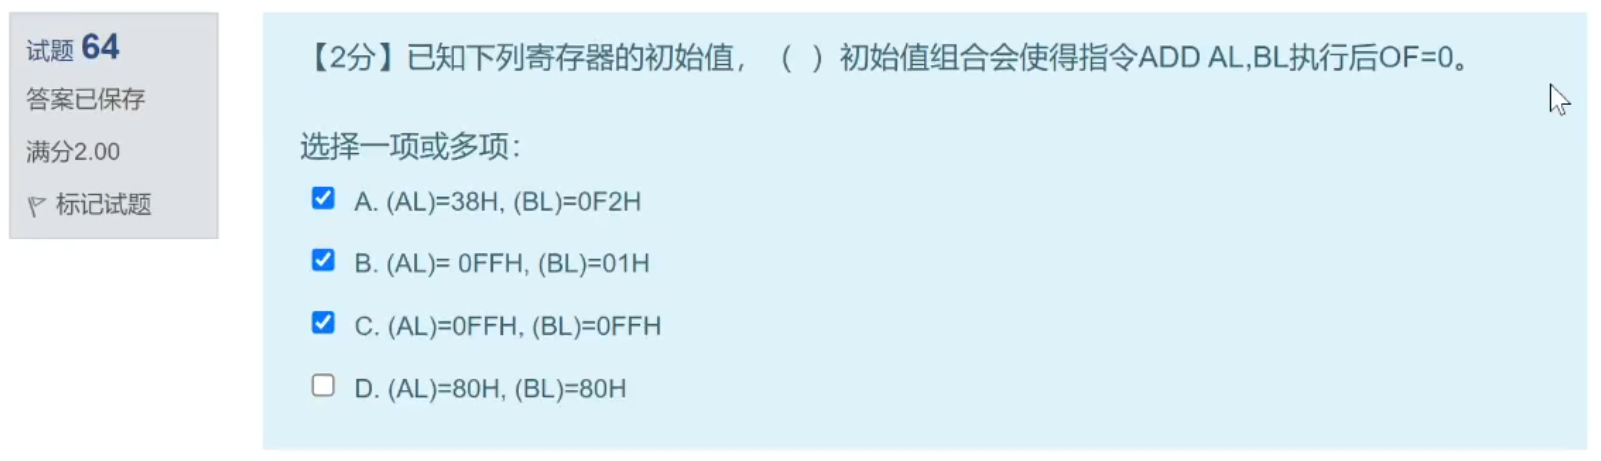 试题 64
答案已保存
满分2.00
标记试题
【2分】已知下列寄存器的初始值，（ ）初始值组合会使得指令ADD AL,BL执行后OF=0。
选择一项或多项：
A. (AL)=38H, (BL)=0F2H
B. (AL)= 0FFH, (BL)=01H
C. (AL)=0FFH, (BL)=0FFH
D. (AL)=80H, (BL)=80H